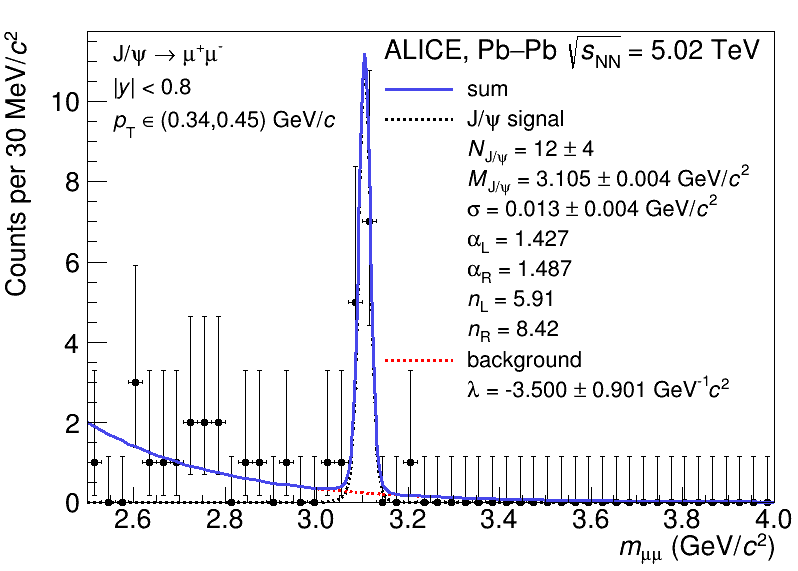 Counts per 30 MeV/c²
J/ψ → μ⁺μ⁻
|y| < 0.8
p_T ∈ (0.34,0.45) GeV/c
ALICE, Pb–Pb √s_NN = 5.02 TeV
sum
J/ψ signal
N_J/ψ = 12 ± 4
M_J/ψ = 3.105 ± 0.004 GeV/c²
σ = 0.013 ± 0.004 GeV/c²
α_L = 1.427
α_R = 1.487
n_L = 5.91
n_R = 8.42
background
λ = -3.500 ± 0.901 GeV⁻¹c²
10
8
6
4
2
0
2.6 2.8 3.0 3.2 3.4 3.6 3.8 4.0
m_μμ (GeV/c²)